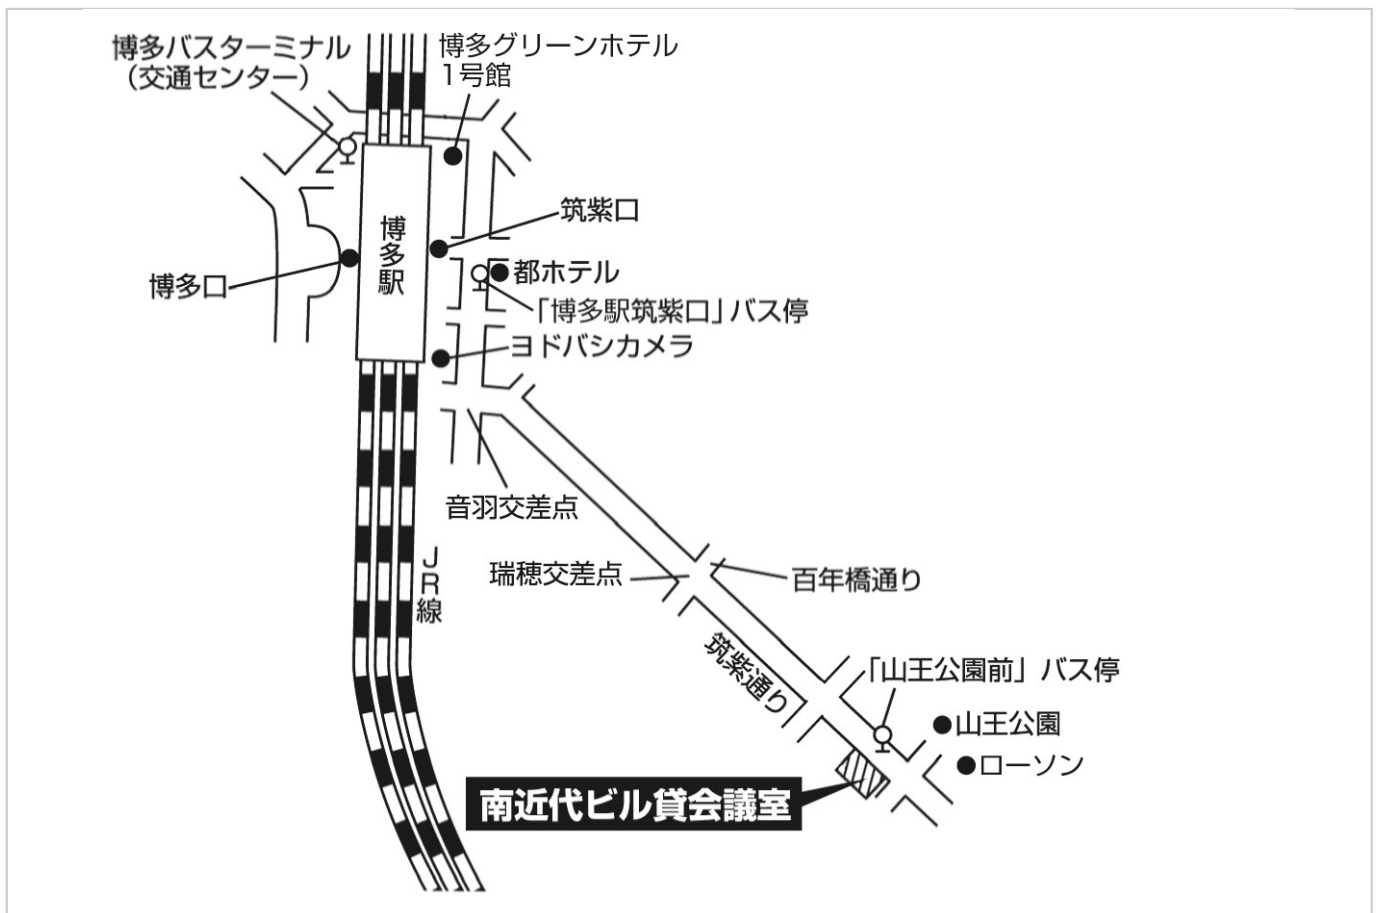 博多バスターミナル
（交通センター）
博多グリーンホテル
1号館
筑紫口
博多駅
博多口
都ホテル
「博多駅筑紫口」バス停
ヨドバシカメラ
音羽交差点
JR線
瑞穂交差点
百年橋通り
筑紫通り
「山王公園前」バス停
山王公園
ローソン
南近代ビル貸会議室